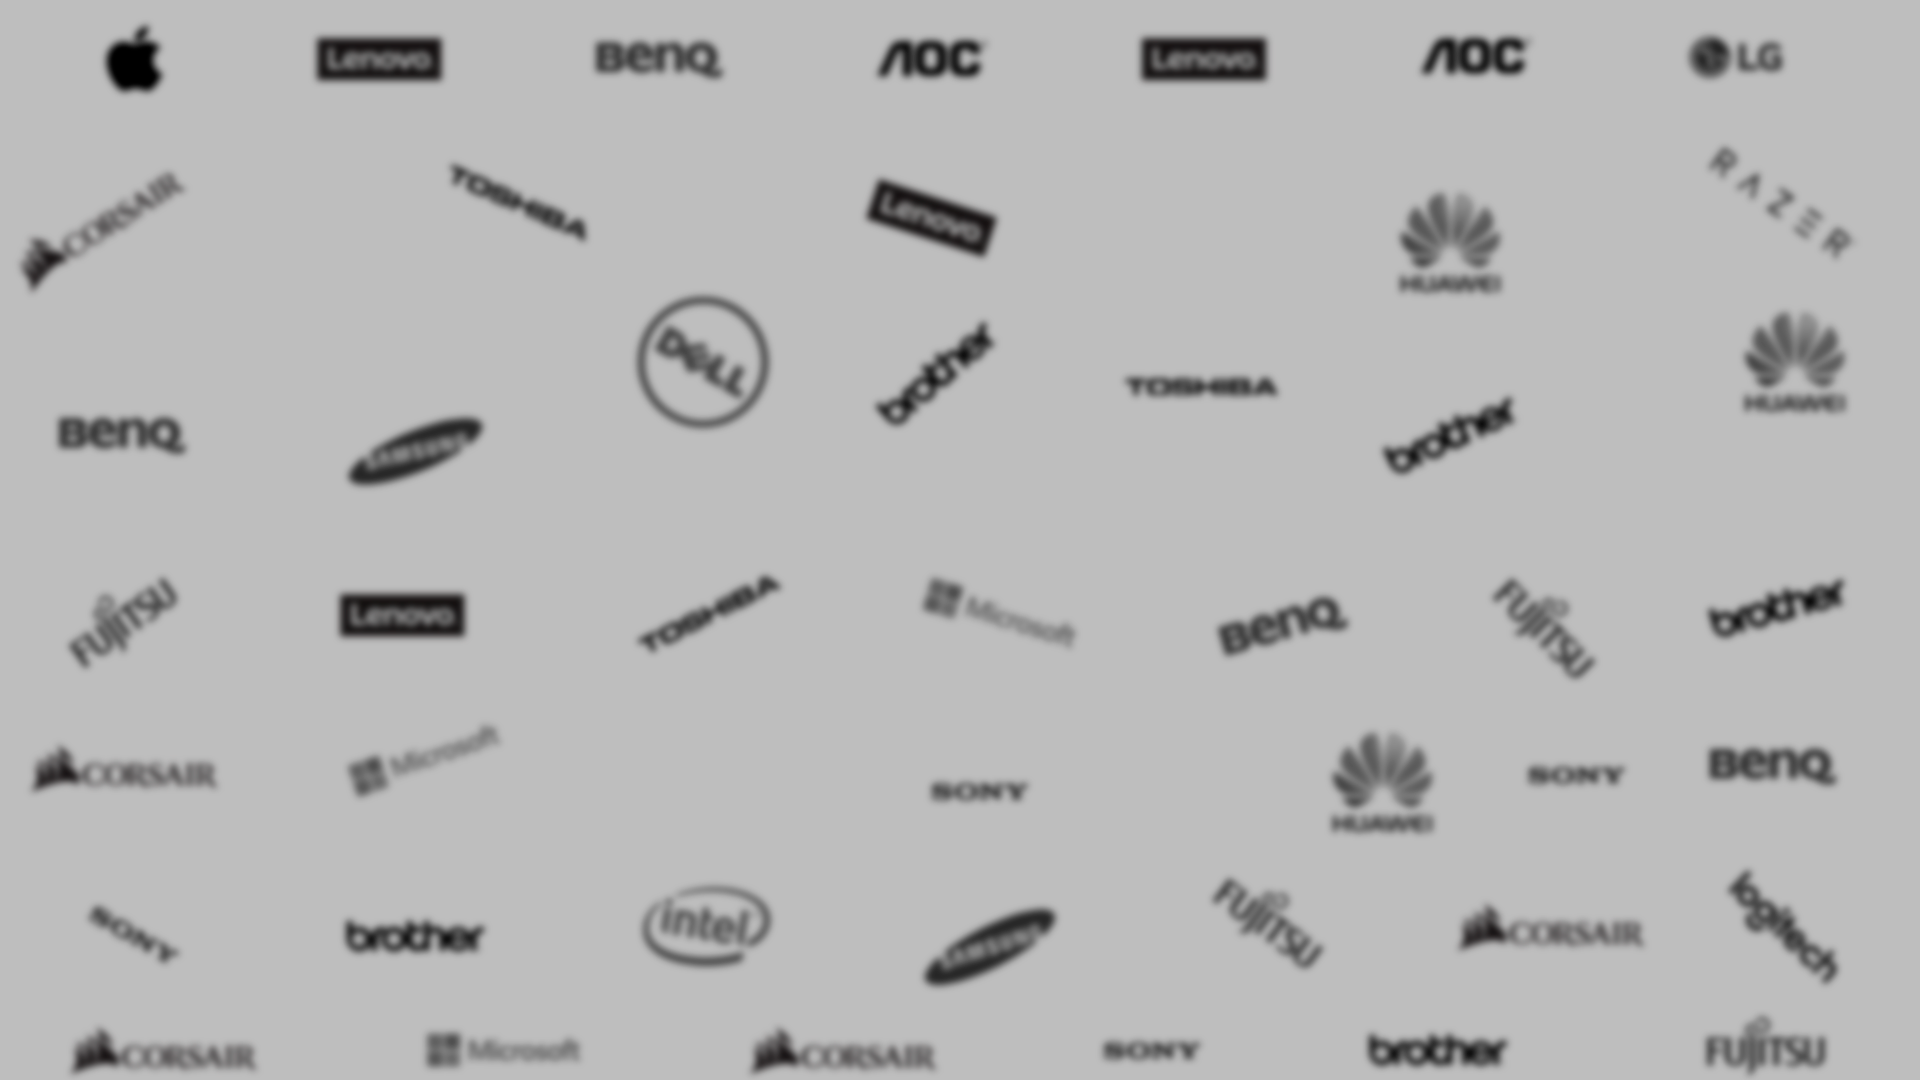 Lenovo
BenQ
AOC
Lenovo
AOC
LG
CORSAIR
TOSHIBA
Lenovo
HUAWEI
RAZER
DELL
brother
TOSHIBA
brother
HUAWEI
BenQ
SAMSUNG
FUJITSU
Lenovo
TOSHIBA
Microsoft
BenQ
FUJITSU
brother
CORSAIR
Microsoft
SONY
HUAWEI
SONY
BenQ
SONY
brother
intel
SAMSUNG
FUJITSU
CORSAIR
logitech
CORSAIR
Microsoft
CORSAIR
SONY
brother
FUJITSU